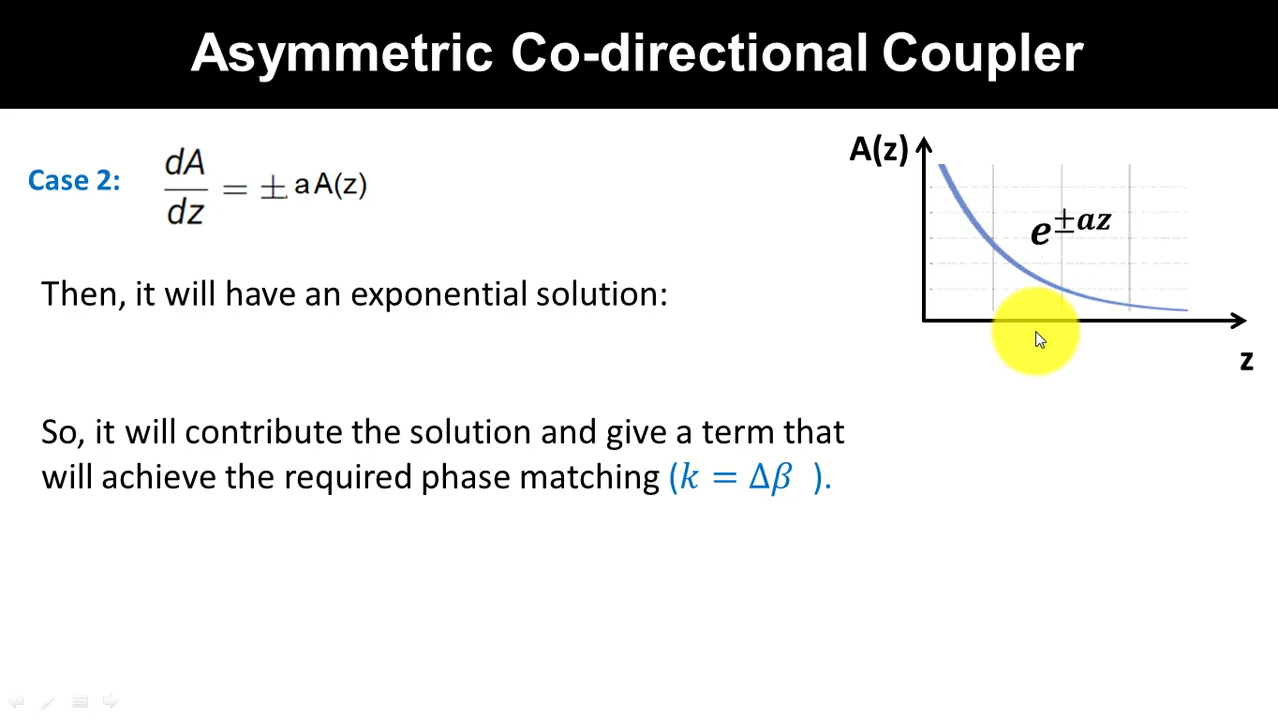 Asymmetric Co-directional Coupler
Case 2: dA/dz = ± a A(z)
A(z)
e^{±az}
z
Then, it will have an exponential solution:
So, it will contribute the solution and give a term that
will achieve the required phase matching (k = Δβ ).